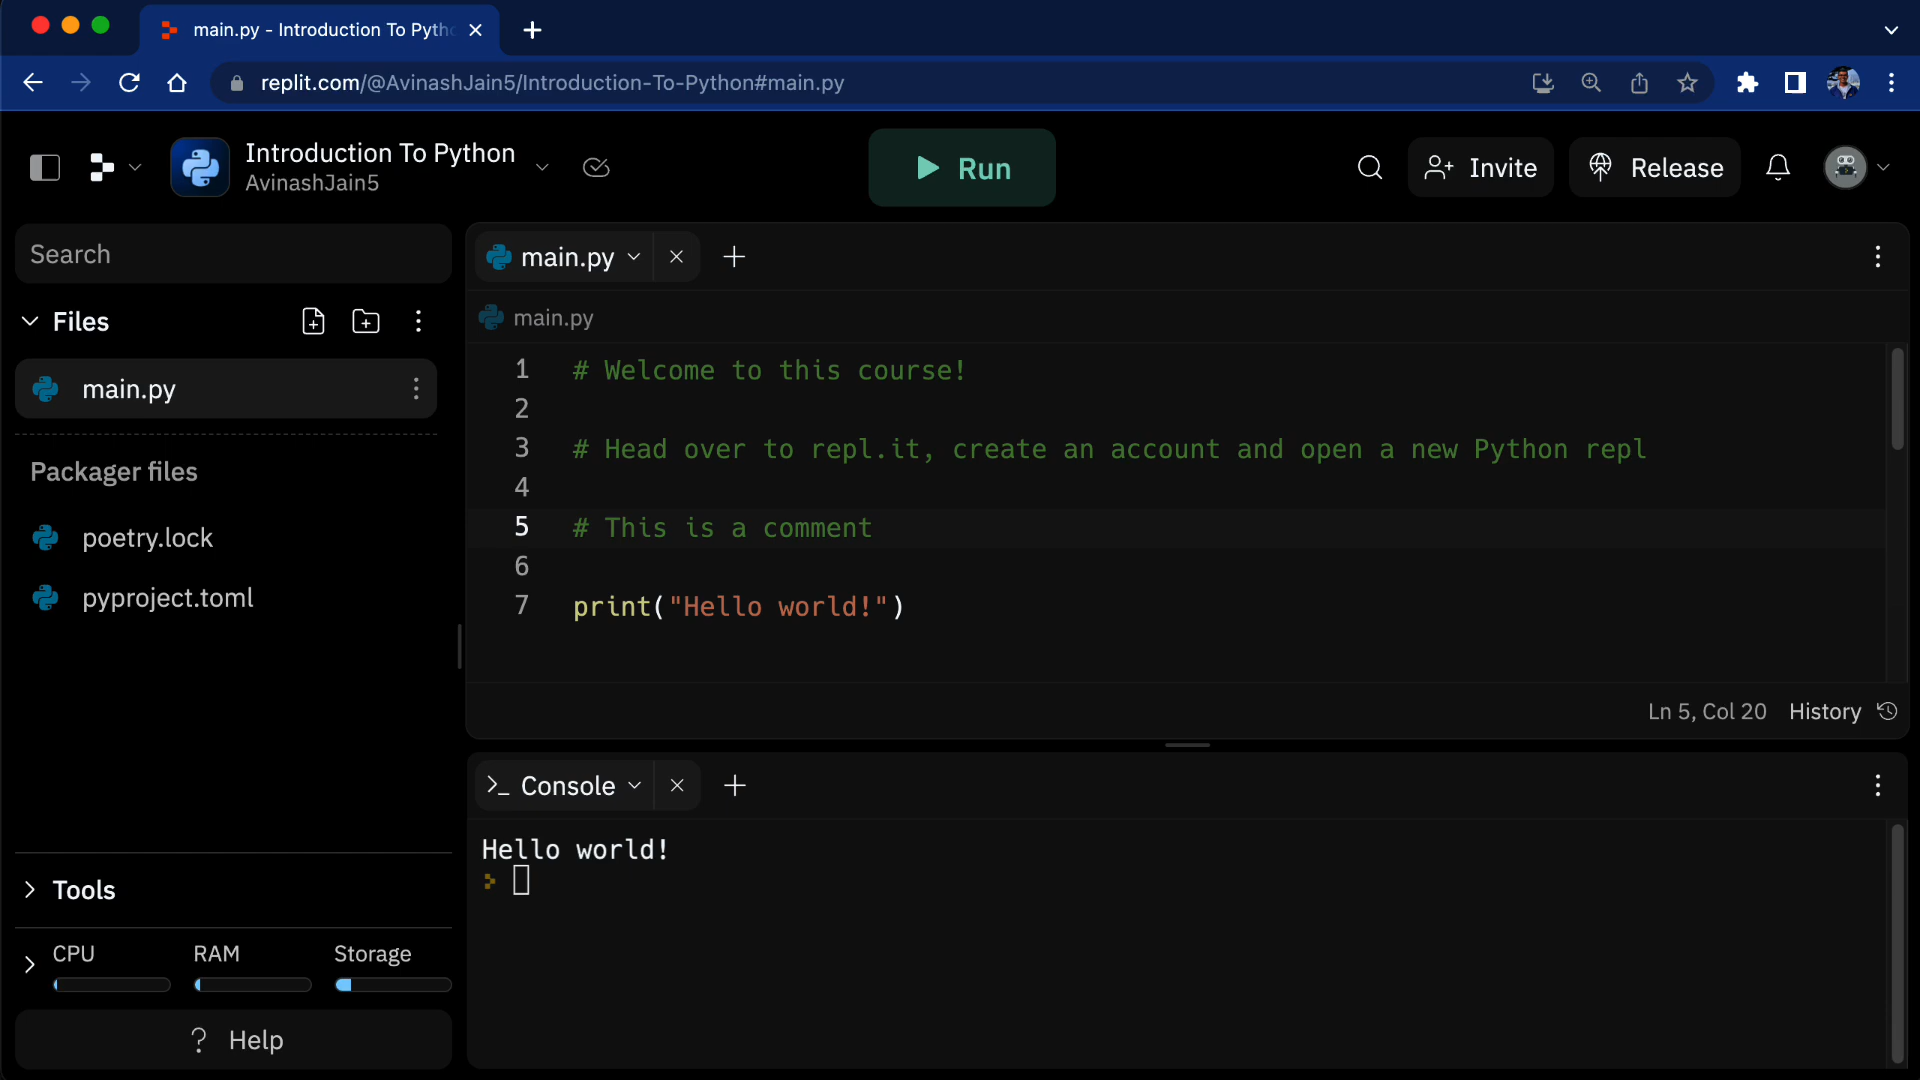 main.py - Introduction To Pyth
replit.com/@AvinashJain5/Introduction-To-Python#main.py
Introduction To Python
AvinashJain5
Run
Invite
Release
Search
Files
main.py
Packager files
poetry.lock
pyproject.toml
Tools
CPU RAM Storage
? Help
main.py
main.py
1 # Welcome to this course!
2
3 # Head over to repl.it, create an account and open a new Python repl
4
5 # This is a comment
6
7 print("Hello world!")
Ln 5, Col 20 History
>_ Console
Hello world!